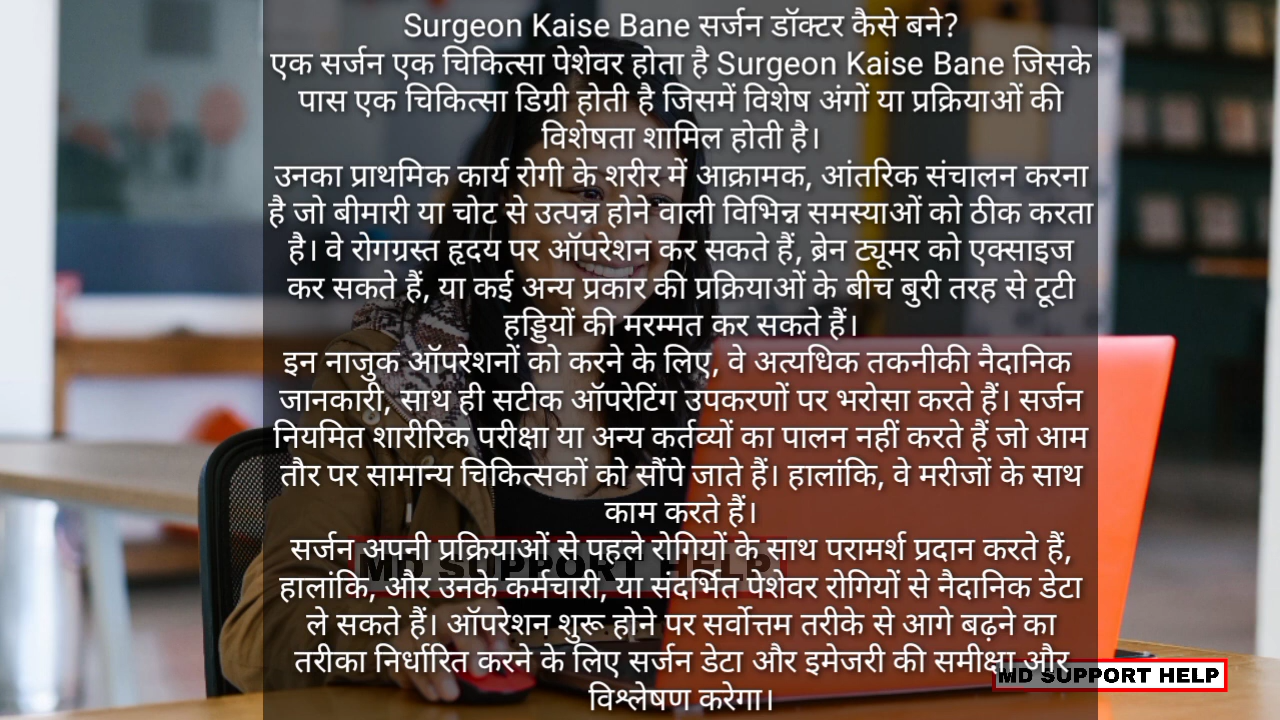 Surgeon Kaise Bane सर्जन डॉक्टर कैसे बने?
एक सर्जन एक चिकित्सा पेशेवर होता है Surgeon Kaise Bane जिसके
पास एक चिकित्सा डिग्री होती है जिसमें विशेष अंगों या प्रक्रियाओं की
विशेषता शामिल होती है।
उनका प्राथमिक कार्य रोगी के शरीर में आक्रामक, आंतरिक संचालन करना
है जो बीमारी या चोट से उत्पन्न होने वाली विभिन्न समस्याओं को ठीक करता
है। वे रोगग्रस्त हृदय पर ऑपरेशन कर सकते हैं, ब्रेन ट्यूमर को एक्साइज
कर सकते हैं, या कई अन्य प्रकार की प्रक्रियाओं के बीच बुरी तरह से टूटी
हड्डियों की मरम्मत कर सकते हैं।
इन नाजुक ऑपरेशनों को करने के लिए, वे अत्यधिक तकनीकी नैदानिक
जानकारी, साथ ही सटीक ऑपरेटिंग उपकरणों पर भरोसा करते हैं। सर्जन
नियमित शारीरिक परीक्षा या अन्य कर्तव्यों का पालन नहीं करते हैं जो आम
तौर पर सामान्य चिकित्सकों को सौंपे जाते हैं। हालांकि, वे मरीजों के साथ
काम करते हैं।
सर्जन अपनी प्रक्रियाओं से पहले रोगियों के साथ परामर्श प्रदान करते हैं,
MD SUPPORT HELP
हालांकि, और उनके कर्मचारी, या संदर्भित पेशेवर रोगियों से नैदानिक डेटा
ले सकते हैं। ऑपरेशन शुरू होने पर सर्वोत्तम तरीके से आगे बढ़ने का
तरीका निर्धारित करने के लिए सर्जन डेटा और इमेजरी की समीक्षा और
MD SUPPORT HELP
विश्लेषण करेगा।